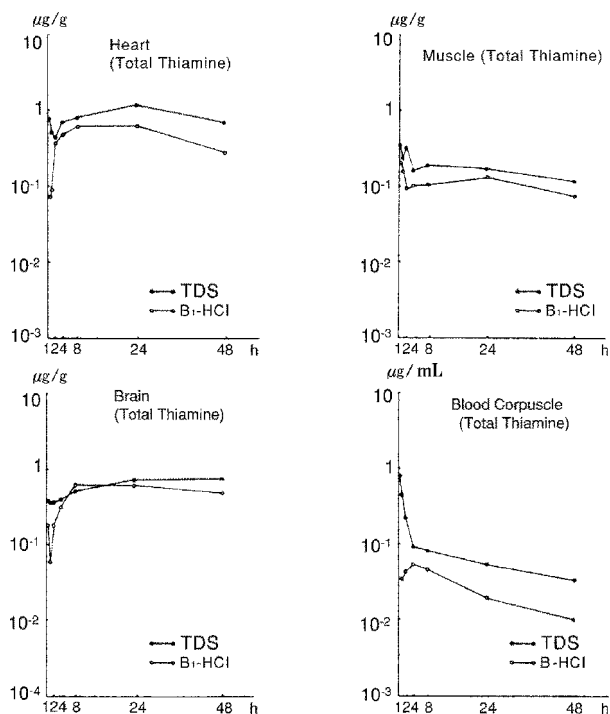 μg/g
Heart
(Total Thiamine)
10
1
10-1
10-2
10-3
TDS
B1-HCl
1 2 4 8 24 48 h
μg/g
Muscle (Total Thiamine)
10
1
10-1
10-2
10-3
TDS
B1-HCl
1 2 4 8 24 48 h
μg/g
Brain
(Total Thiamine)
10
1
10-1
10-2
10-4
TDS
B1-HCl
1 2 4 8 24 48 h
μg/mL
Blood Corpuscle
(Total Thiamine)
10
1
10-1
10-2
10-3
TDS
B-HCl
1 2 4 8 24 48 h